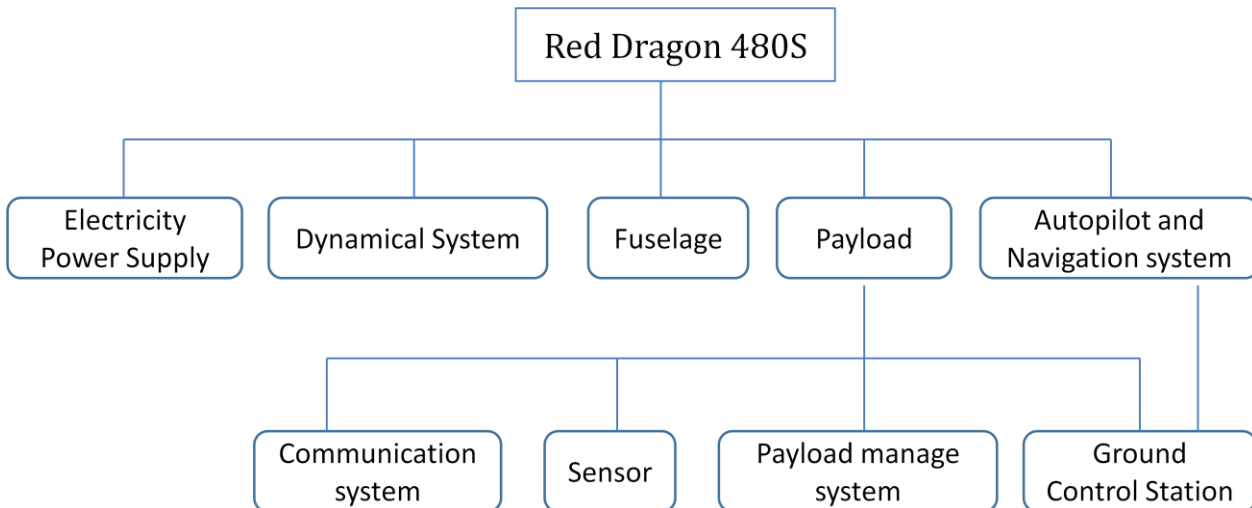 Red Dragon 480S
Electricity
Power Supply
Dynamical System
Fuselage
Payload
Autopilot and
Navigation system
Communication
system
Sensor
Payload manage
system
Ground
Control Station